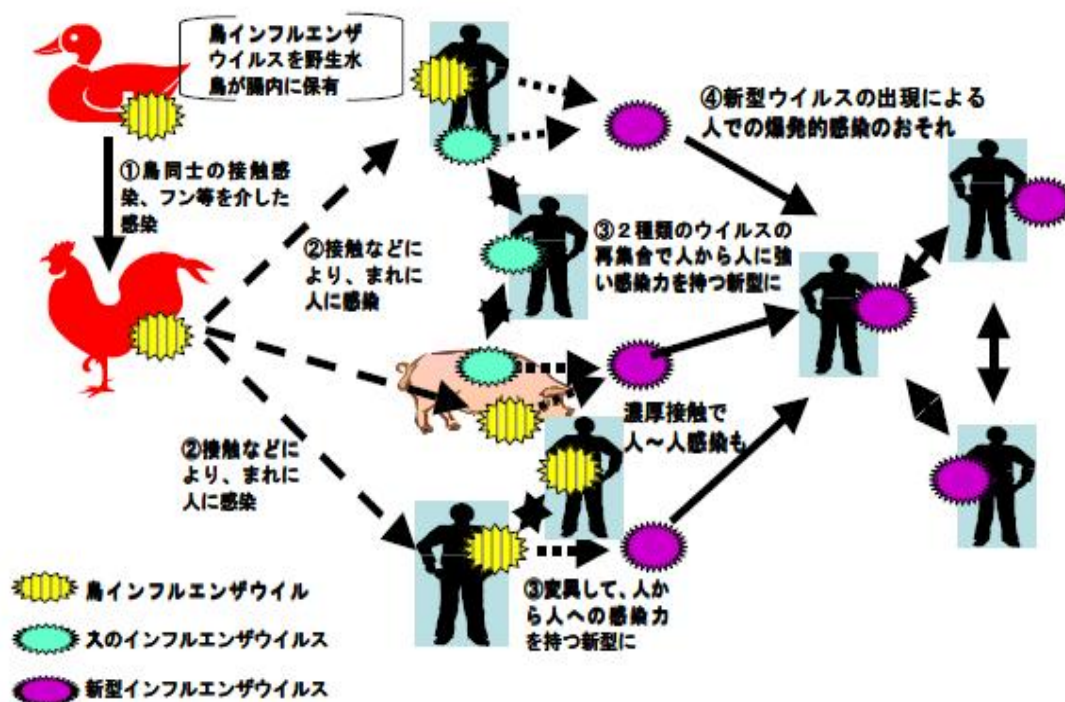 鳥インフルエンザ
ウイルスを野生水
鳥が腸内に保有
①鳥同士の接触感
染、フン等を介した
感染
②接触などに
より、まれに
人に感染
④新型ウイルスの出現による
人での爆発的感染のおそれ
③２種類のウイルスの
再集合で人から人に強
い感染力を持つ新型に
濃厚接触で
人～人感染も
②接触などに
より、まれに
人に感染
③変異して、人か
ら人への感染力
を持つ新型に
鳥インフルエンザウイル
人のインフルエンザウイルス
新型インフルエンザウイルス